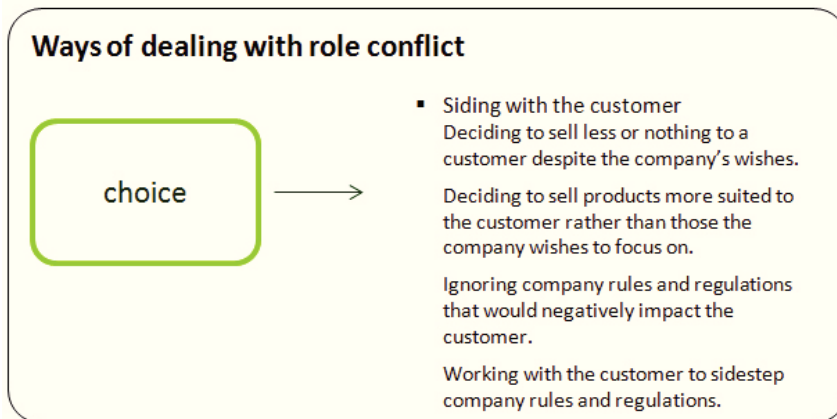 Ways of dealing with role conflict
choice
▪ Siding with the customer
Deciding to sell less or nothing to a
customer despite the company's wishes.
Deciding to sell products more suited to
the customer rather than those the
company wishes to focus on.
Ignoring company rules and regulations
that would negatively impact the
customer.
Working with the customer to sidestep
company rules and regulations.